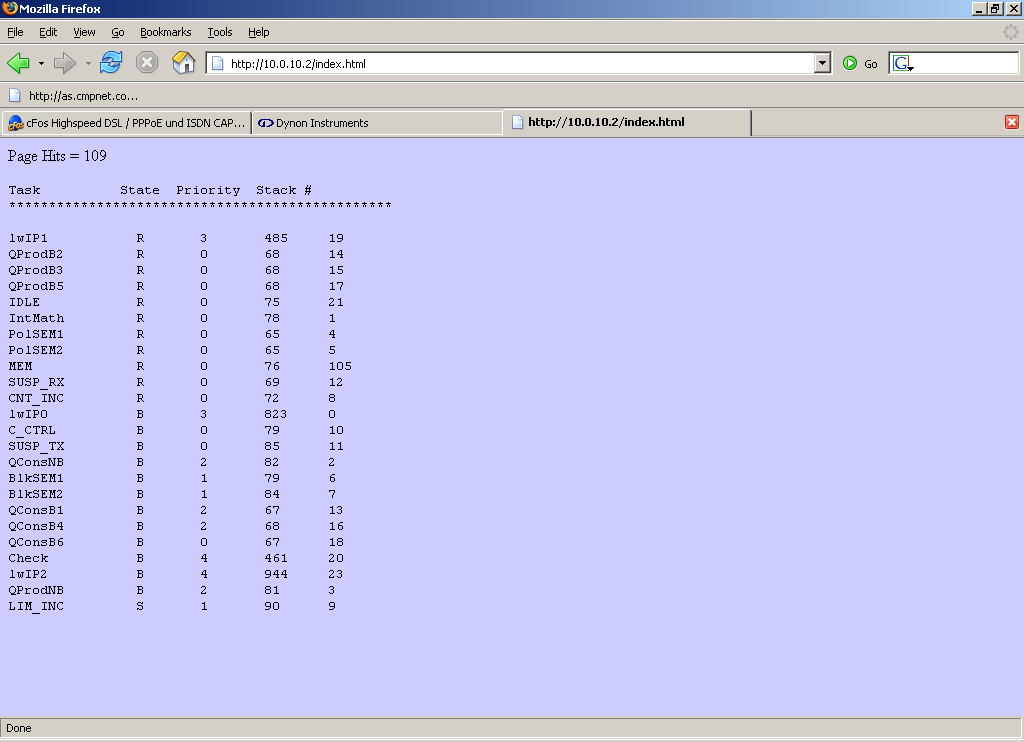 Mozilla Firefox
File Edit View Go Bookmarks Tools Help
http://10.0.10.2/index.html Go G
http://as.cmpnet.co...
cFos Highspeed DSL / PPPoE und ISDN CAP... Dynon Instruments http://10.0.10.2/index.html
Page Hits = 109
Task State Priority Stack #
************************************************
lwIP1 R 3 485 19
QProdB2 R 0 68 14
QProdB3 R 0 68 15
QProdB5 R 0 68 17
IDLE R 0 75 21
IntMath R 0 78 1
PolSEM1 R 0 65 4
PolSEM2 R 0 65 5
MEM R 0 76 105
SUSP_RX R 0 69 12
CNT_INC R 0 72 8
lwIP0 B 3 823 0
C_CTRL B 0 79 10
SUSP_TX B 0 85 11
QConsNB B 2 82 2
BlkSEM1 B 1 79 6
BlkSEM2 B 1 84 7
QConsB1 B 2 67 13
QConsB4 B 2 68 16
QConsB6 B 0 67 18
Check B 4 461 20
lwIP2 B 4 944 23
QProdNB B 2 81 3
LIM_INC S 1 90 9
Done